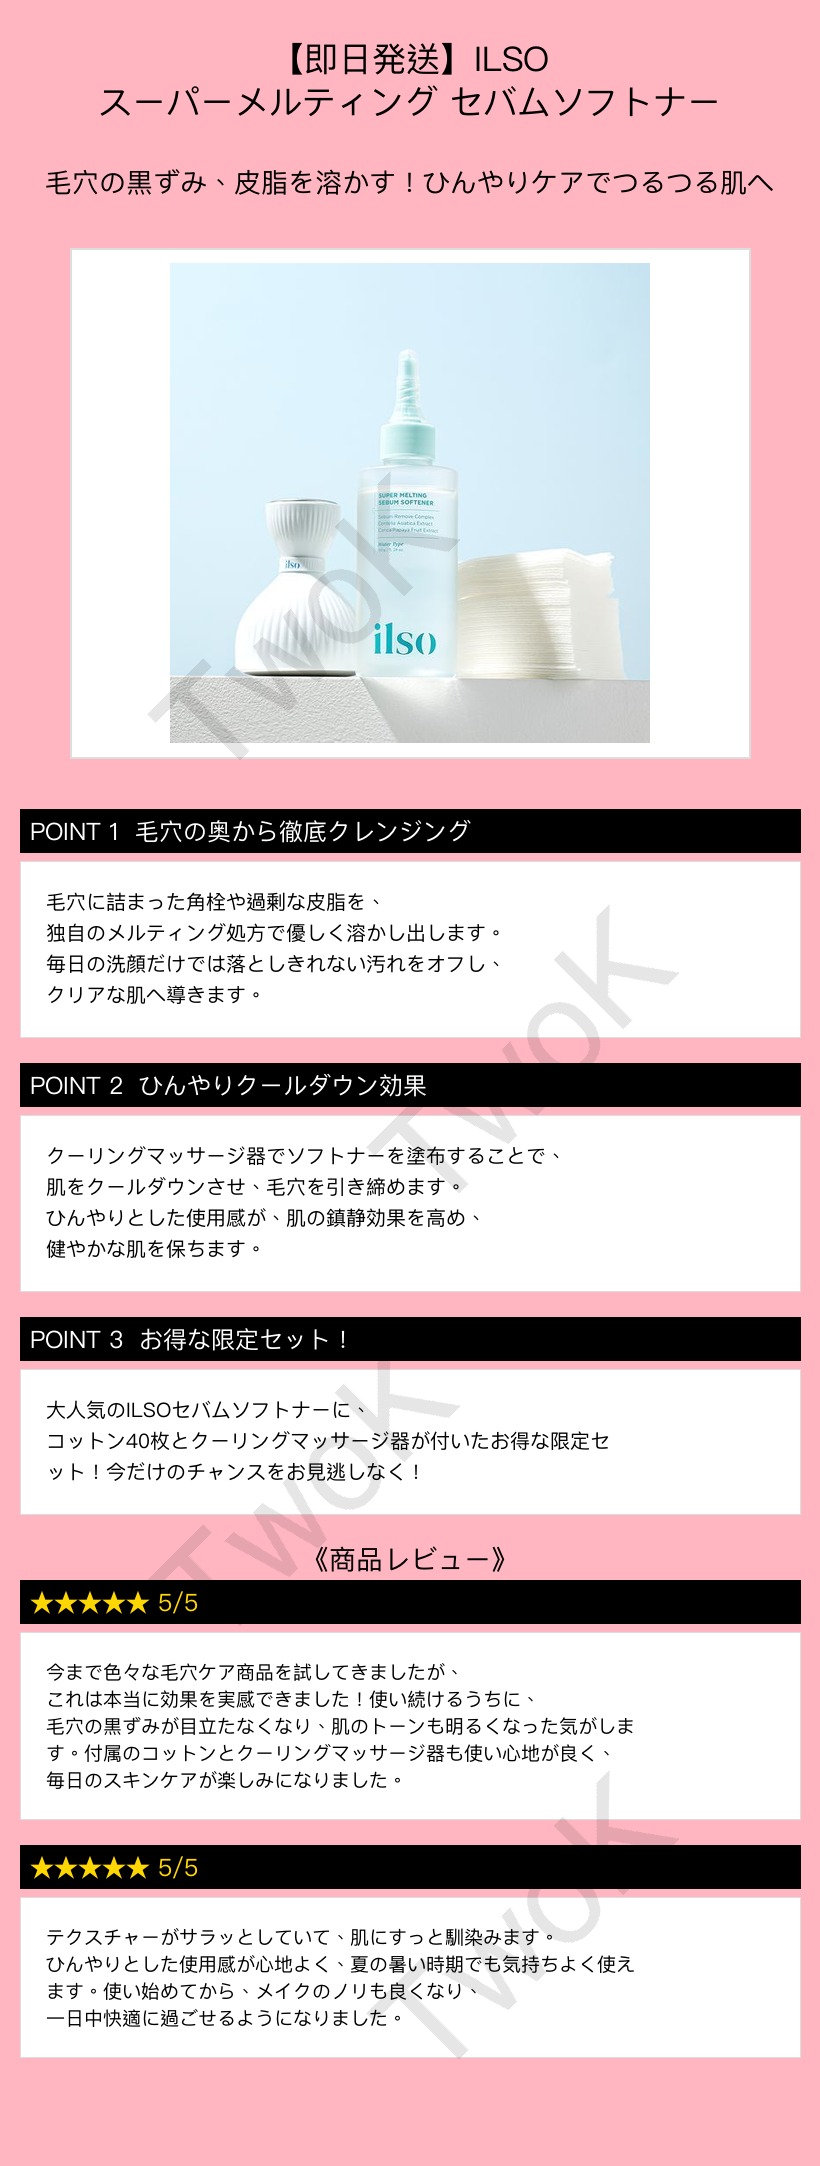 【即日発送】ILSO
スーパーメルティング セバムソフトナー
毛穴の黒ずみ、皮脂を溶かす！ひんやりケアでつるつる肌へ
SUPER MELTING
SEBUM SOFTENER
Sebum Remove Complex
Centella Asiatica Extract
Carica Papaya Fruit Extract
Water Type
ilso
ilso
TwoK
POINT 1 毛穴の奥から徹底クレンジング
毛穴に詰まった角栓や過剰な皮脂を、
独自のメルティング処方で優しく溶かし出します。
毎日の洗顔だけでは落としきれない汚れをオフし、
クリアな肌へ導きます。
TwoK
POINT 2 ひんやりクールダウン効果
クーリングマッサージ器でソフトナーを塗布することで、
肌をクールダウンさせ、毛穴を引き締めます。
ひんやりとした使用感が、肌の鎮静効果を高め、
健やかな肌を保ちます。
POINT 3 お得な限定セット！
大人気のILSOセバムソフトナーに、
コットン40枚とクーリングマッサージ器が付いたお得な限定セ
ット！今だけのチャンスをお見逃しなく！
TwoK
《商品レビュー》
★★★★★ 5/5
今まで色々な毛穴ケア商品を試してきましたが、
これは本当に効果を実感できました！使い続けるうちに、
毛穴の黒ずみが目立たなくなり、肌のトーンも明るくなった気がしま
す。付属のコットンとクーリングマッサージ器も使い心地が良く、
毎日のスキンケアが楽しみになりました。
★★★★★ 5/5
テクスチャーがサラッとしていて、肌にすっと馴染みます。
ひんやりとした使用感が心地よく、夏の暑い時期でも気持ちよく使え
ます。使い始めてから、メイクのノリも良くなり、
一日中快適に過ごせるようになりました。
TwoK